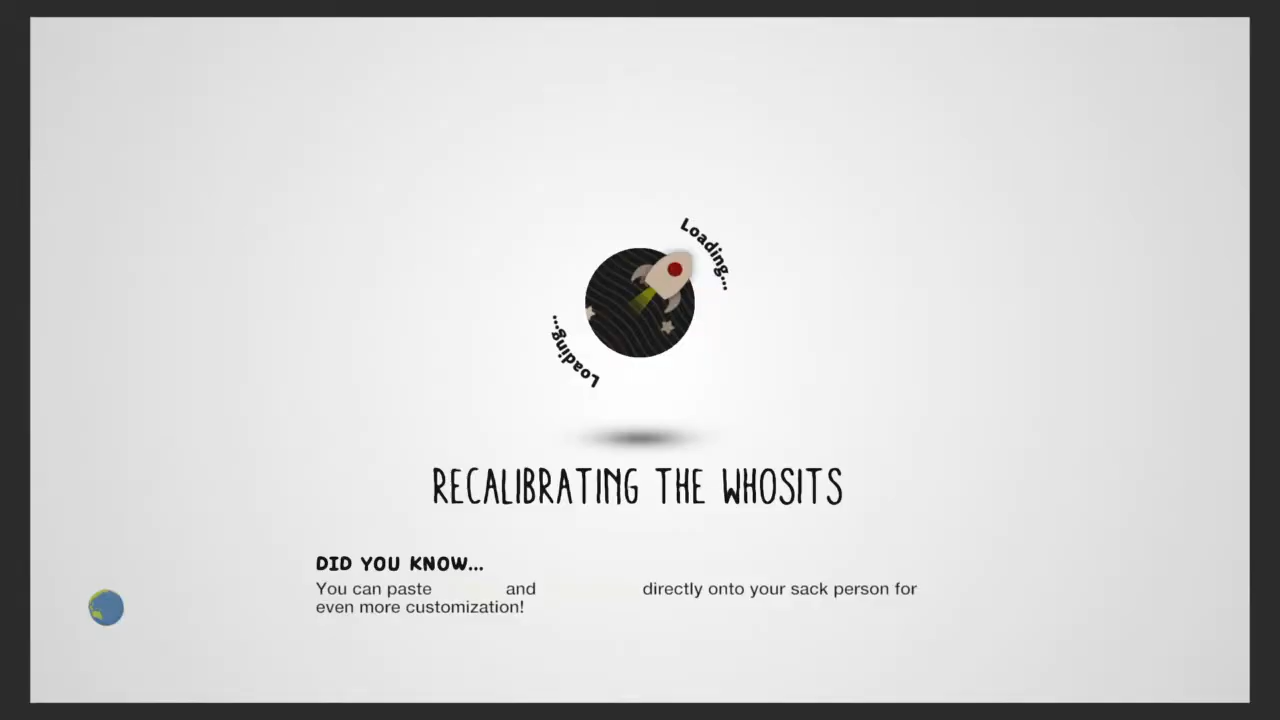 Loading...
Loading...
RECALIBRATING THE WHOSITS
DID YOU KNOW...
You can paste and directly onto your sack person for
even more customization!